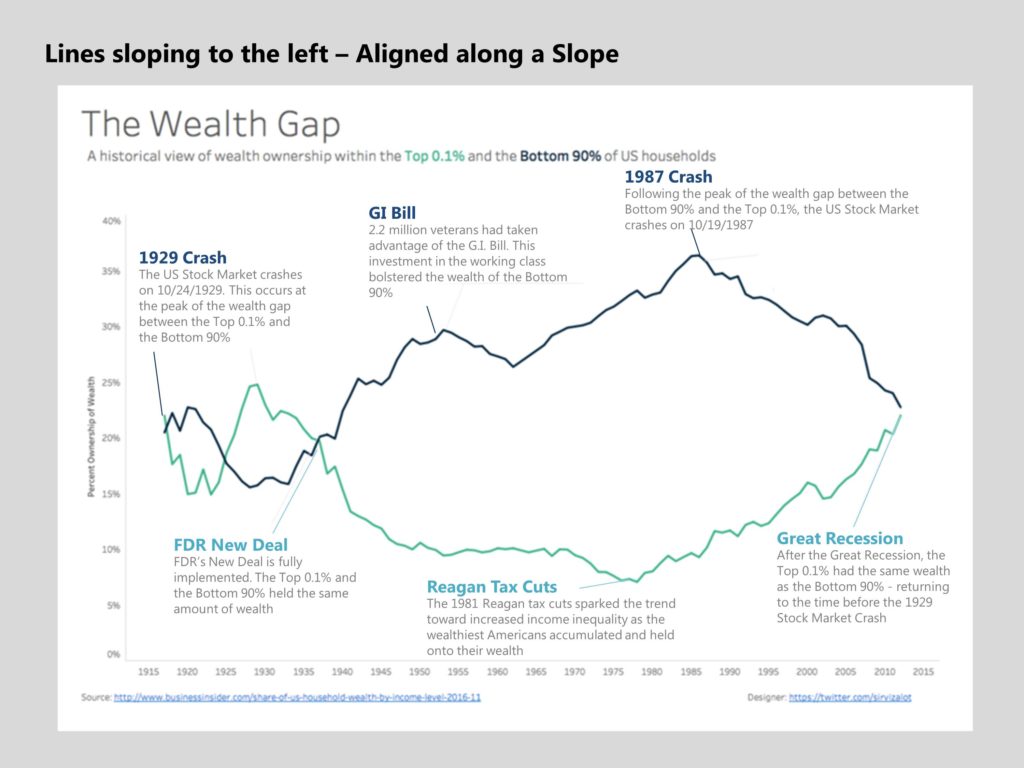 Lines sloping to the left – Aligned along a Slope
The Wealth Gap
A historical view of wealth ownership within the Top 0.1% and the Bottom 90% of US households
1987 Crash
Following the peak of the wealth gap between the
Bottom 90% and the Top 0.1%, the US Stock Market
crashes on 10/19/1987
GI Bill
2.2 million veterans had taken
advantage of the G.I. Bill. This
investment in the working class
bolstered the wealth of the Bottom
90%
1929 Crash
The US Stock Market crashes
on 10/24/1929. This occurs at
the peak of the wealth gap
between the Top 0.1% and
the Bottom 90%
40%
35%
30%
25%
20%
15%
10%
5%
0%
Percent Ownership of Wealth
FDR New Deal
FDR's New Deal is fully
implemented. The Top 0.1% and
the Bottom 90% held the same
amount of wealth
Reagan Tax Cuts
The 1981 Reagan tax cuts sparked the trend
toward increased income inequality as the
wealthiest Americans accumulated and held
onto their wealth
Great Recession
After the Great Recession, the
Top 0.1% had the same wealth
as the Bottom 90% - returning
to the time before the 1929
Stock Market Crash
1915 1920 1925 1930 1935 1940 1945 1950 1955 1960 1965 1970 1975 1980 1985 1990 1995 2000 2005 2010 2015
Source: http://www.businessinsider.com/share-of-us-household-wealth-by-income-level-2016-11
Designer: https://twitter.com/sirvizalot